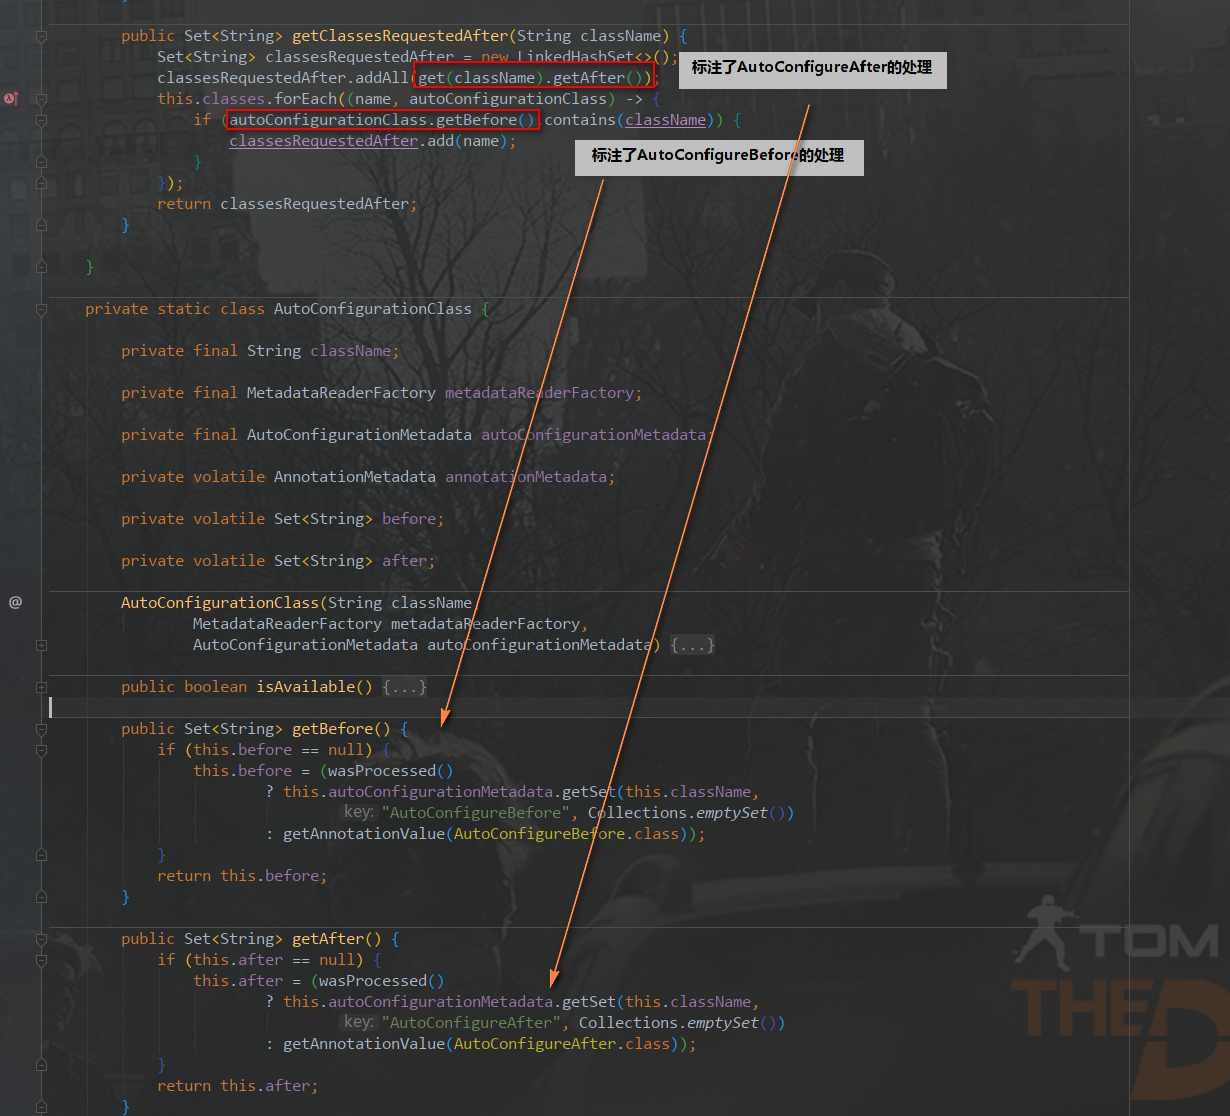 public Set<String> getClassesRequestedAfter(String className) {
Set<String> classesRequestedAfter = new LinkedHashSet<>();
classesRequestedAfter.addAll(get(className).getAfter());
标注了AutoConfigureAfter的处理
this.classes.forEach((name, autoConfigurationClass) -> {
if (autoConfigurationClass.getBefore().contains(className)) {
classesRequestedAfter.add(name);
标注了AutoConfigureBefore的处理
}
});
return classesRequestedAfter;
}
}
private static class AutoConfigurationClass {
private final String className;
private final MetadataReaderFactory metadataReaderFactory;
private final AutoConfigurationMetadata autoConfigurationMetadata;
private volatile AnnotationMetadata annotationMetadata;
private volatile Set<String> before;
private volatile Set<String> after;
@
AutoConfigurationClass(String className,
MetadataReaderFactory metadataReaderFactory,
AutoConfigurationMetadata autoConfigurationMetadata) {...}
public boolean isAvailable() {...}
public Set<String> getBefore() {
if (this.before == null) {
this.before = (wasProcessed()
? this.autoConfigurationMetadata.getSet(this.className,
key: "AutoConfigureBefore", Collections.emptySet())
: getAnnotationValue(AutoConfigureBefore.class));
}
return this.before;
}
public Set<String> getAfter() {
if (this.after == null) {
this.after = (wasProcessed()
? this.autoConfigurationMetadata.getSet(this.className,
key: "AutoConfigureAfter", Collections.emptySet())
: getAnnotationValue(AutoConfigureAfter.class));
}
return this.after;
}
TOM
THE D